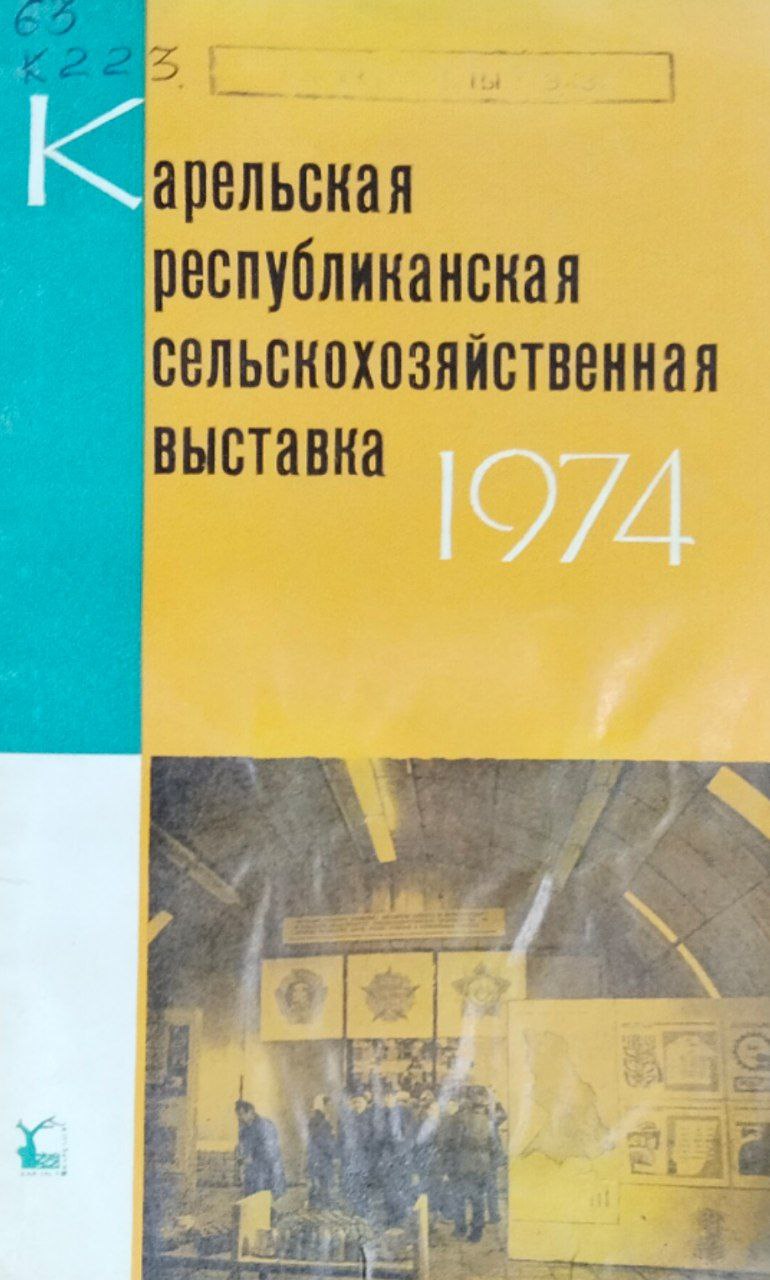 63
К223.
Карельская
республиканская
сельскохозяйственная
выставка
1974